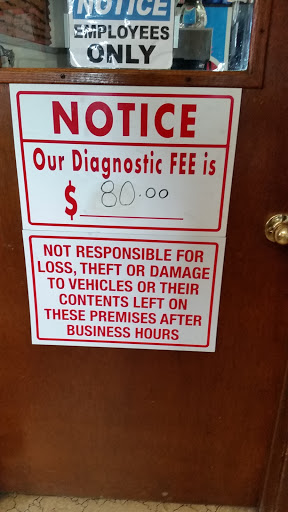 NOTICE
EMPLOYEES
ONLY
NOTICE
Our Diagnostic FEE is
$ 80.00
NOT RESPONSIBLE FOR
LOSS, THEFT OR DAMAGE
TO VEHICLES OR THEIR
CONTENTS LEFT ON
THESE PREMISES AFTER
BUSINESS HOURS